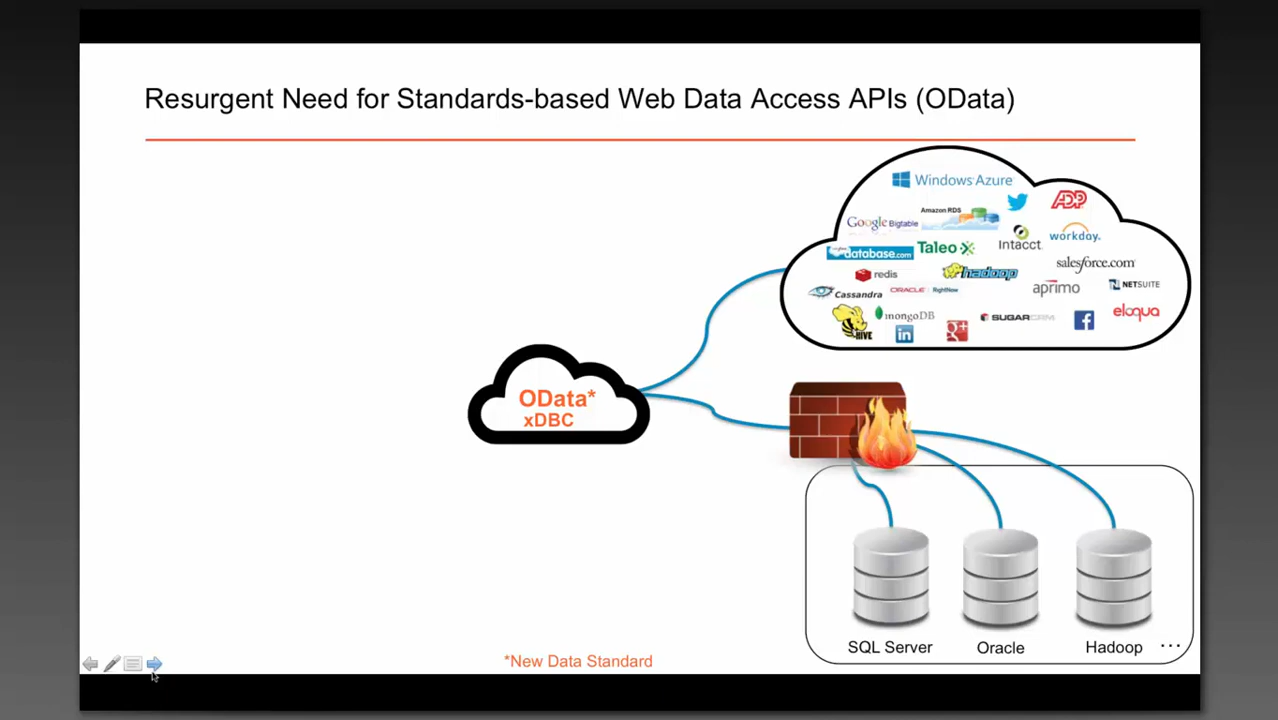 Resurgent Need for Standards-based Web Data Access APIs (OData)
Windows Azure
Amazon RDS
ADP
Google Bigtable
Intacct
workday.
database.com
Taleo
salesforce.com
redis
hadoop
aprimo
NETSUITE
Cassandra
ORACLE RightNow
HIVE
mongoDB
SUGARCRM
eloqua
in
g+
f
OData*
xDBC
SQL Server
Oracle
Hadoop
...
*New Data Standard